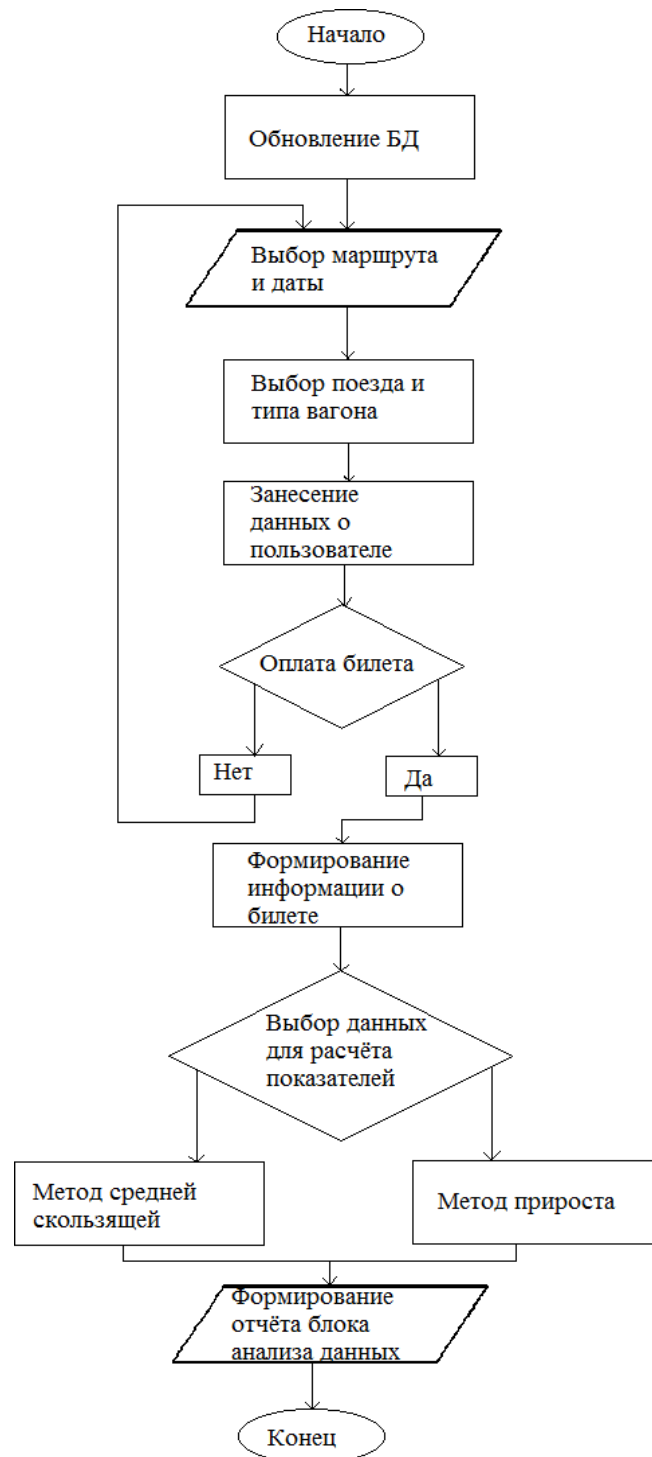 Начало
Обновление БД
Выбор маршрута
и даты
Выбор поезда и
типа вагона
Занесение
данных о
пользователе
Оплата билета
Нет
Да
Формирование
информации о
билете
Выбор данных
для расчёта
показателей
Метод средней
скользящей
Метод прироста
Формирование
отчёта блока
анализа данных
Конец